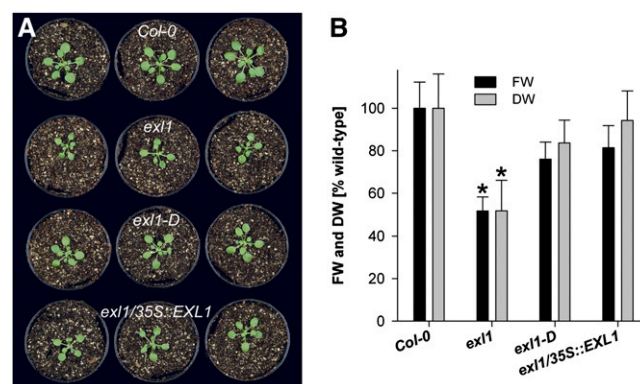 A
Col-0
exl1
exl1-D
exl1/35S::EXL1
B
FW
DW
FW and DW [% wild-type]
100
80
60
40
20
0
*
*
Col-0
exl1
exl1-D
exl1/35S::EXL1